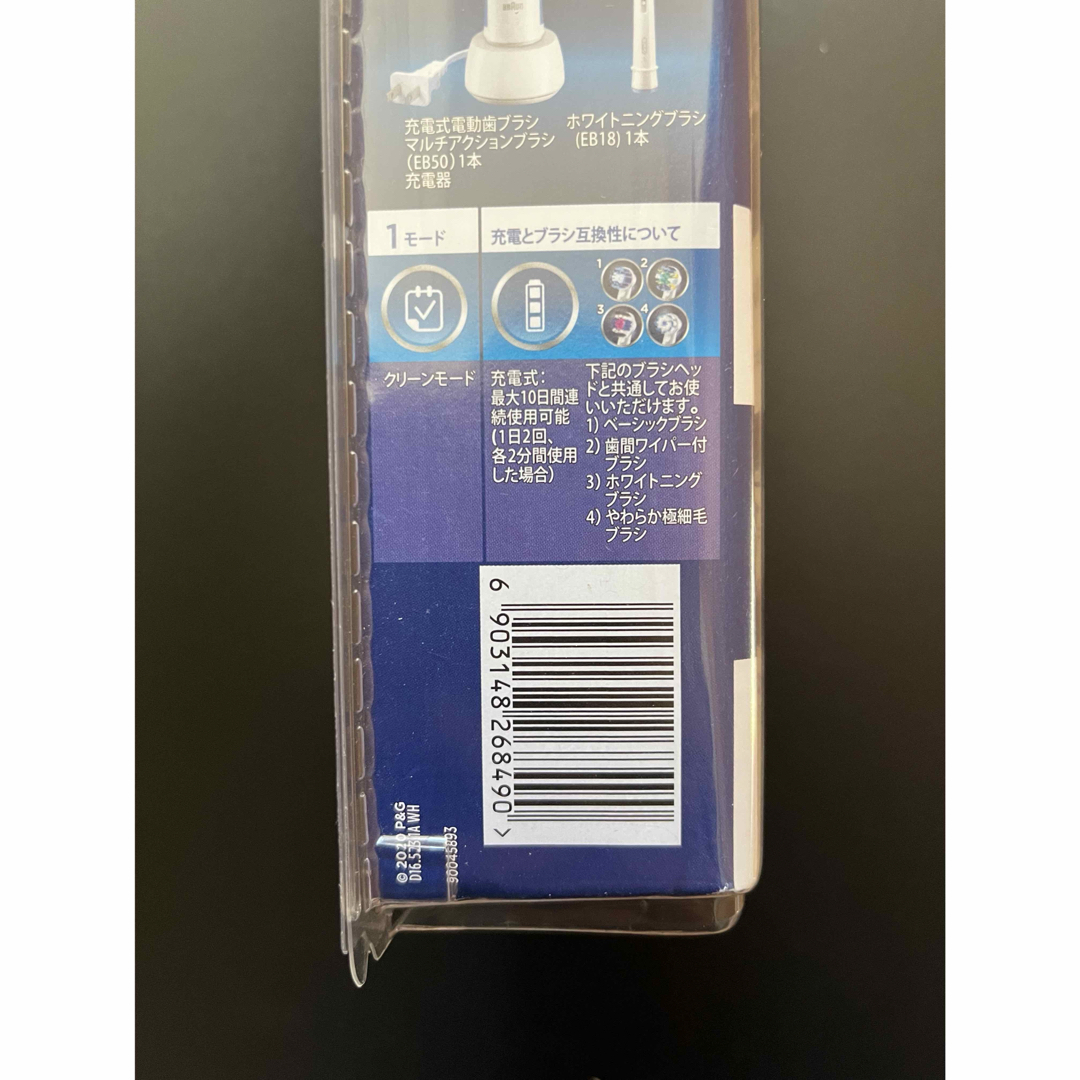 BRAUN
充電式電動歯ブラシ
マルチアクションブラシ
(EB50)1本
充電器
ホワイトニングブラシ
(EB18)1本
1モード
充電とブラシ互換性について
1
2
3
4
クリーンモード
充電式:
最大10日間連
続使用可能
(1日2回、
各2分間使用
した場合)
下記のブラシヘッ
ドと共通してお使
いいただけます。
1) ベーシックブラシ
2) 歯間ワイパー付
ブラシ
3) ホワイトニング
ブラシ
4) やわらか極細毛
ブラシ
6 903148 268490 >
© 2020 P&G
90045893